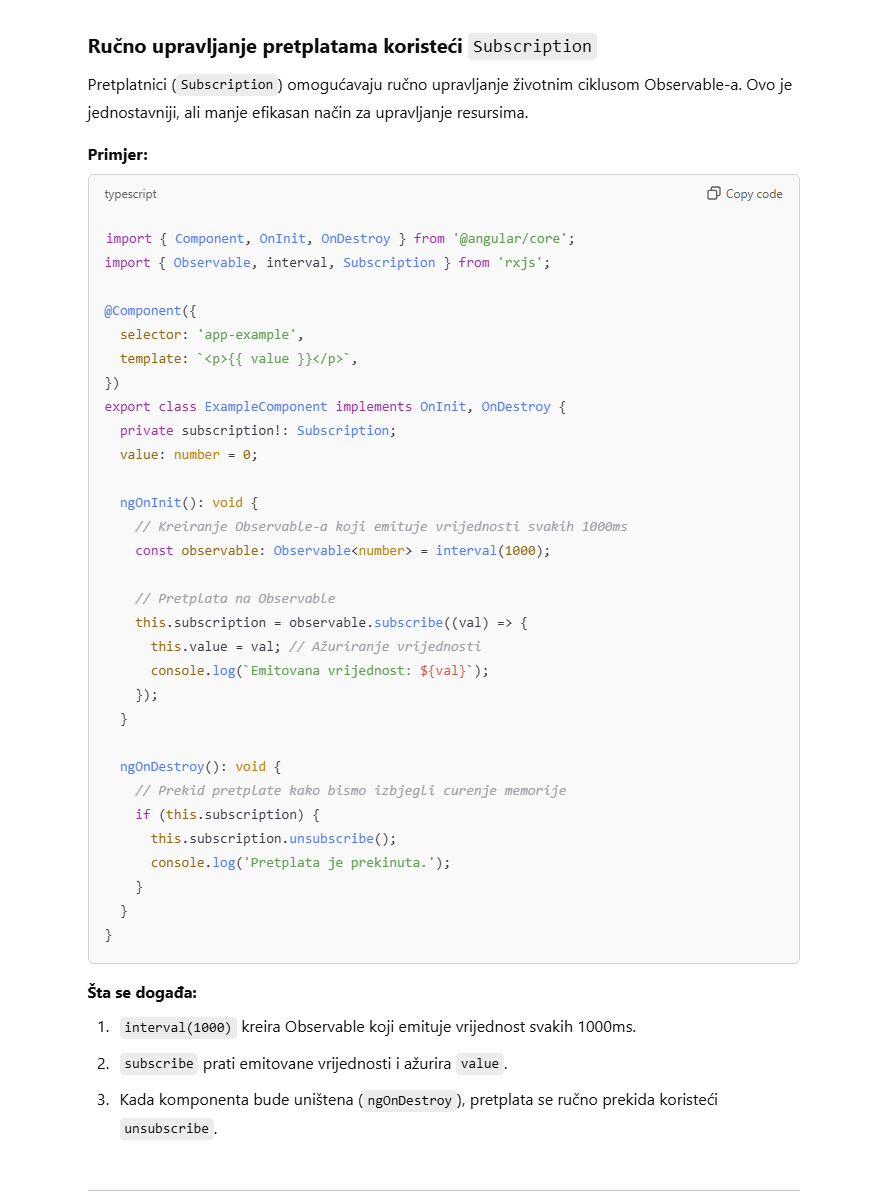 Ručno upravljanje pretplatama koristeći Subscription
Pretplatnici (Subscription) omogućavaju ručno upravljanje životnim ciklusom Observable-a. Ovo je
jednostavniji, ali manje efikasan način za upravljanje resursima.
Primjer:
typescript
Copy code
import { Component, OnInit, OnDestroy } from '@angular/core';
import { Observable, interval, Subscription } from 'rxjs';
@Component({
  selector: 'app-example',
  template: `<p>{{ value }}</p>`,
})
export class ExampleComponent implements OnInit, OnDestroy {
  private subscription!: Subscription;
  value: number = 0;
  ngOnInit(): void {
    // Kreiranje Observable-a koji emituje vrijednosti svakih 1000ms
    const observable: Observable<number> = interval(1000);
    // Pretplata na Observable
    this.subscription = observable.subscribe((val) => {
      this.value = val; // Ažuriranje vrijednosti
      console.log(`Emitovana vrijednost: ${val}`);
    });
  }
  ngOnDestroy(): void {
    // Prekid pretplate kako bismo izbjegli curenje memorije
    if (this.subscription) {
      this.subscription.unsubscribe();
      console.log('Pretplata je prekinuta.');
    }
  }
}
Šta se događa:
1. interval(1000) kreira Observable koji emituje vrijednost svakih 1000ms.
2. subscribe prati emitovane vrijednosti i ažurira value.
3. Kada komponenta bude uništena (ngOnDestroy), pretplata se ručno prekida koristeći
unsubscribe.